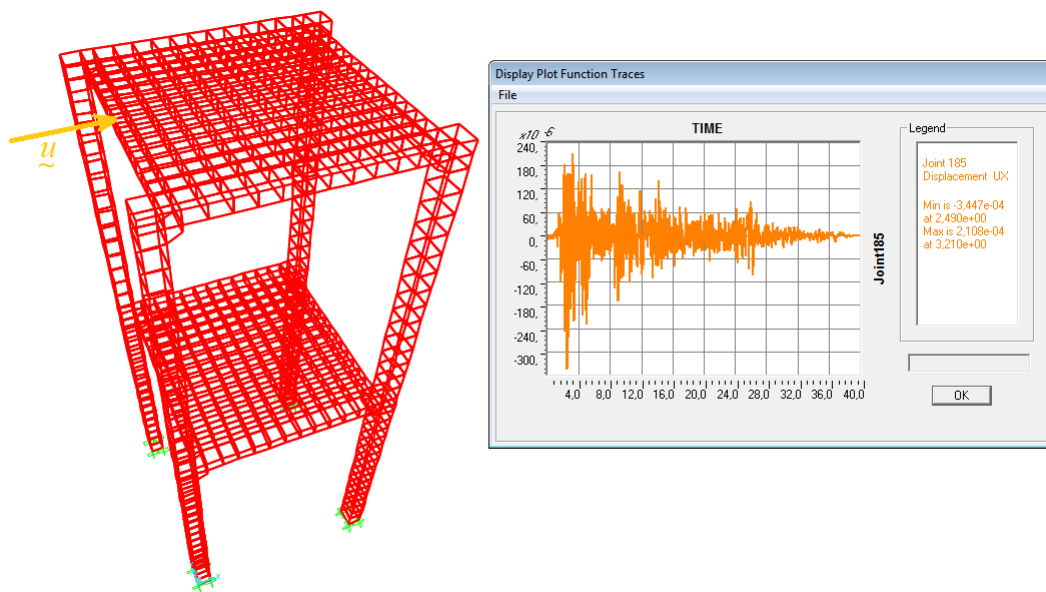 u
Display Plot Function Traces
File
TIME
x10 -6
240,
180,
120,
60,
0,
-60,
-120,
-180,
-240,
-300,
4,0 8,0 12,0 16,0 20,0 24,0 28,0 32,0 36,0 40,0
Joint185
Legend
Joint 185
Displacement UX
Min is -3,447e-04
at 2,490e+00
Max is 2,108e-04
at 3,210e+00
OK